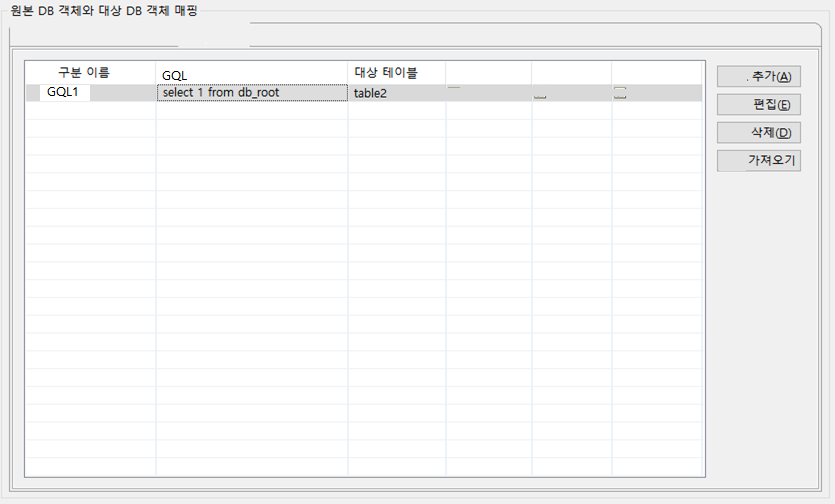 원본 DB 객체와 대상 DB 객체 매핑
구분 이름 GQL 대상 테이블
GQL1 select 1 from db_root table2
추가(A)
편집(E)
삭제(D)
가져오기